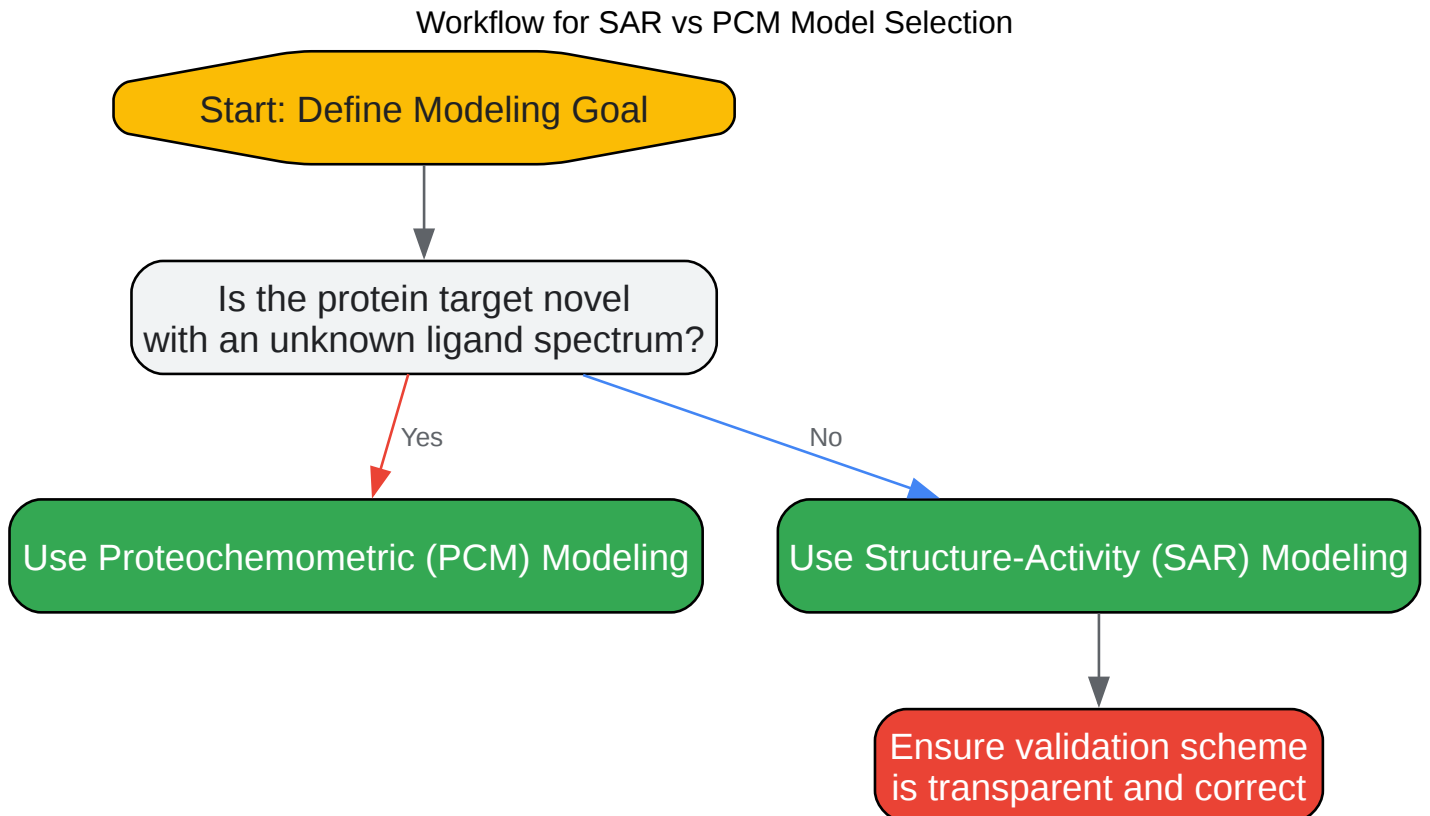 Workflow for SAR vs PCM Model Selection
Start: Define Modeling Goal
Is the protein target novel
with an unknown ligand spectrum?
Yes
No
Use Proteochemometric (PCM) Modeling
Use Structure-Activity (SAR) Modeling
Ensure validation scheme
is transparent and correct